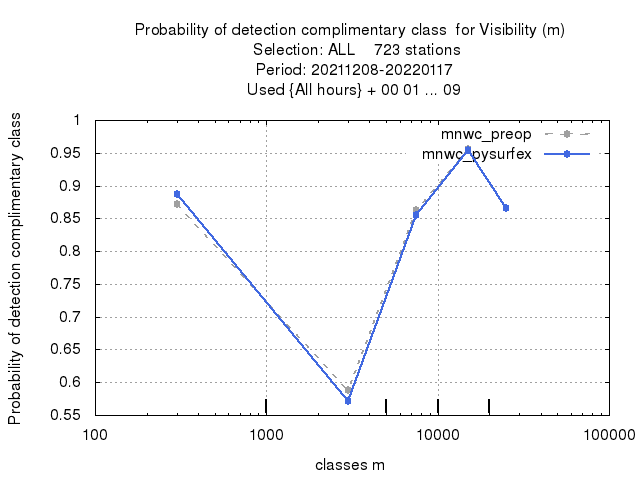 Probability of detection complimentary class  for Visibility (m)
Selection: ALL    723 stations
Period: 20211208-20220117
Used {All hours} + 00 01 ... 09
Probability of detection complimentary class
mnwc_preop
mnwc_pysurfex
1
0.95
0.9
0.85
0.8
0.75
0.7
0.65
0.6
0.55
100
1000
10000
100000
classes m